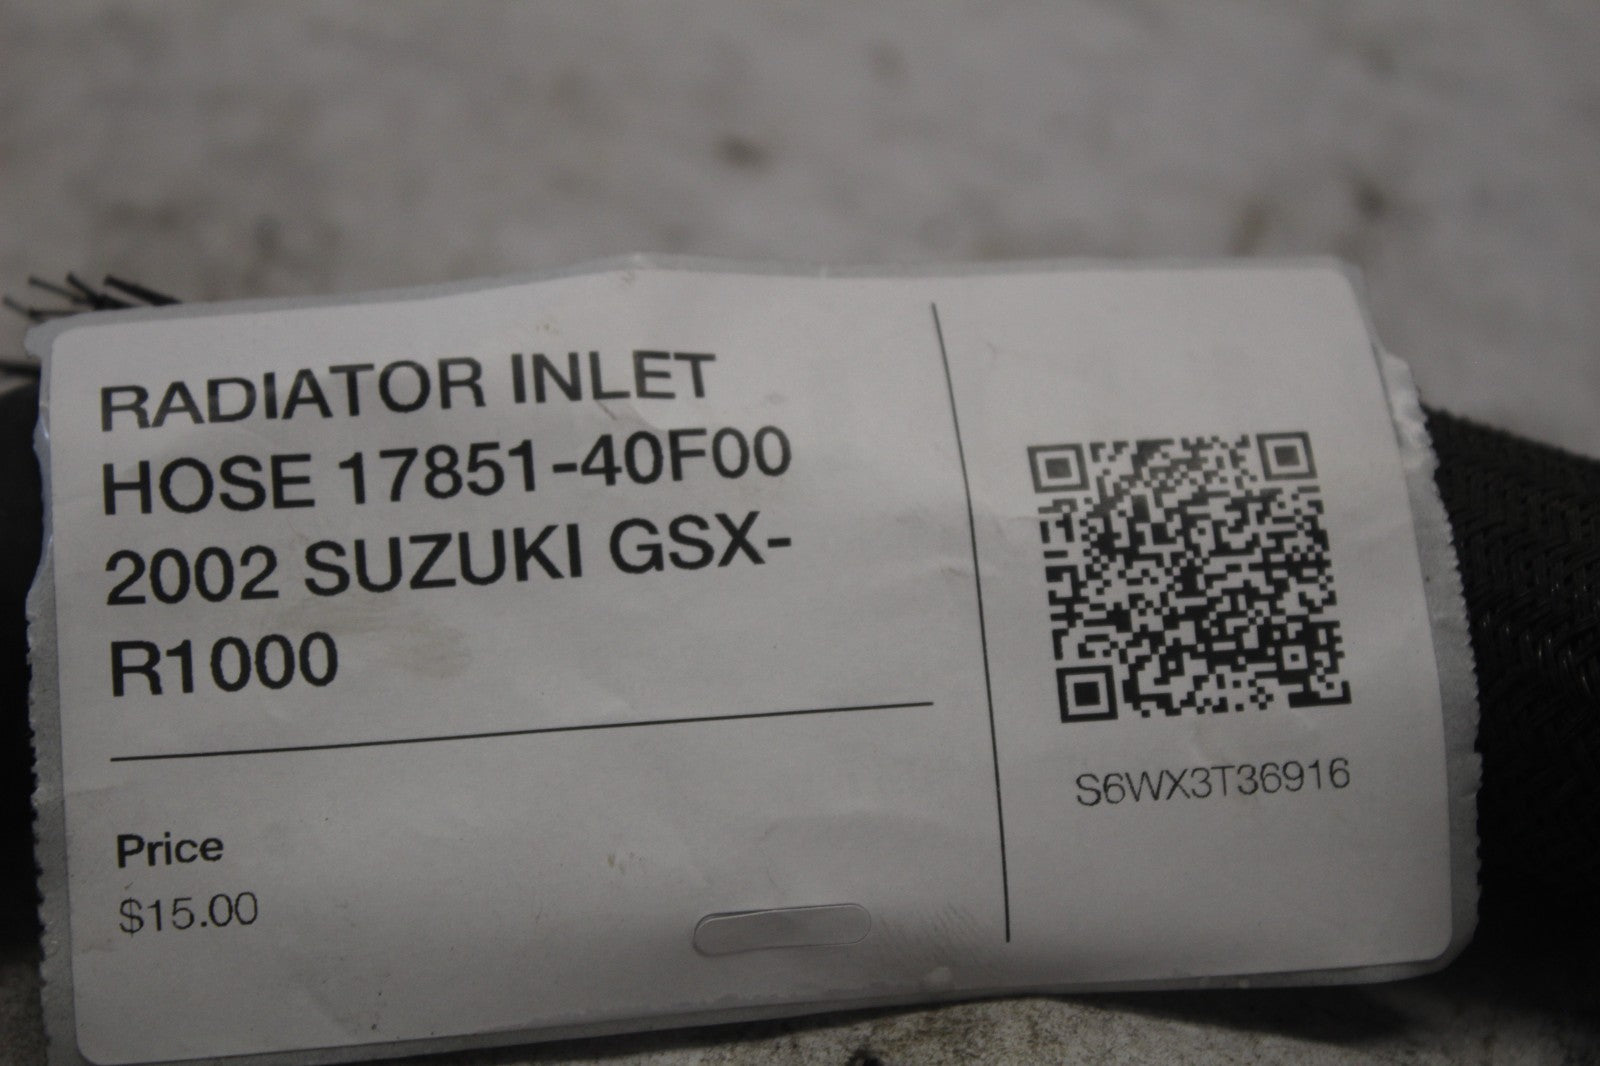 RADIATOR INLET
HOSE 17851-40F00
2002 SUZUKI GSX-
R1000
Price
$15.00
S6WX3T36916